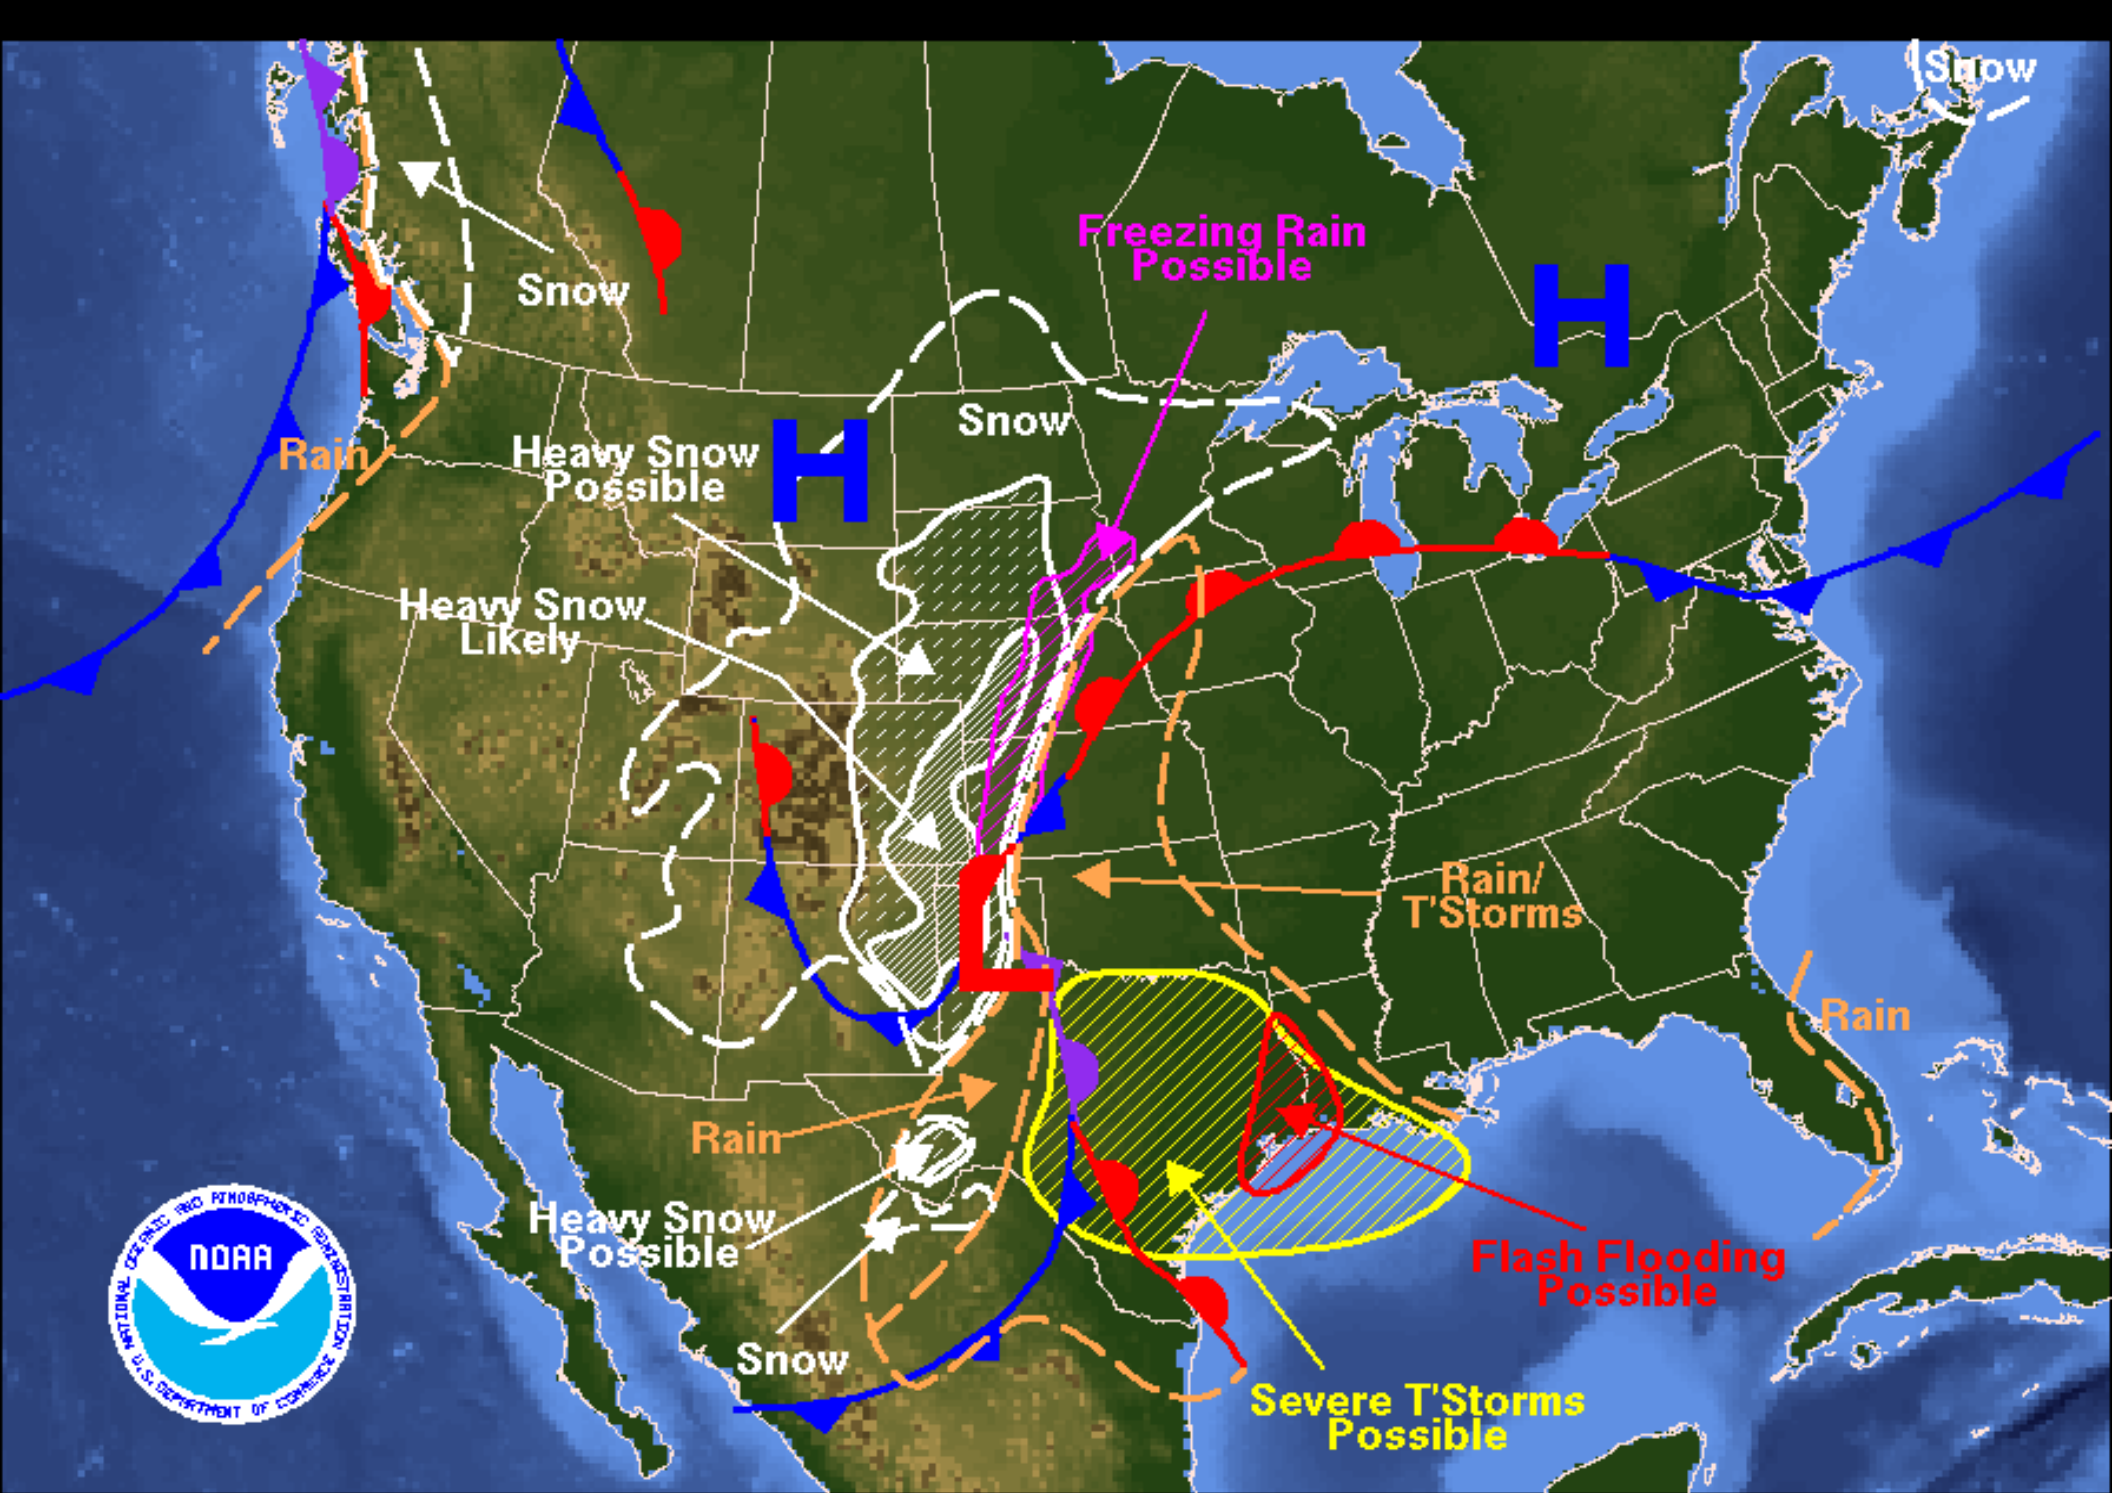 Snow
Freezing Rain
Possible
H
Snow
Snow
H
Rain
Heavy Snow
Possible
Heavy Snow
Likely
Rain/
T'Storms
L
Rain
Rain
Heavy Snow
Possible
Flash Flooding
Possible
Snow
Severe T'Storms
Possible
NATIONAL OCEANIC AND ATMOSPHERIC ADMINISTRATION
NOAA
U.S. DEPARTMENT OF COMMERCE